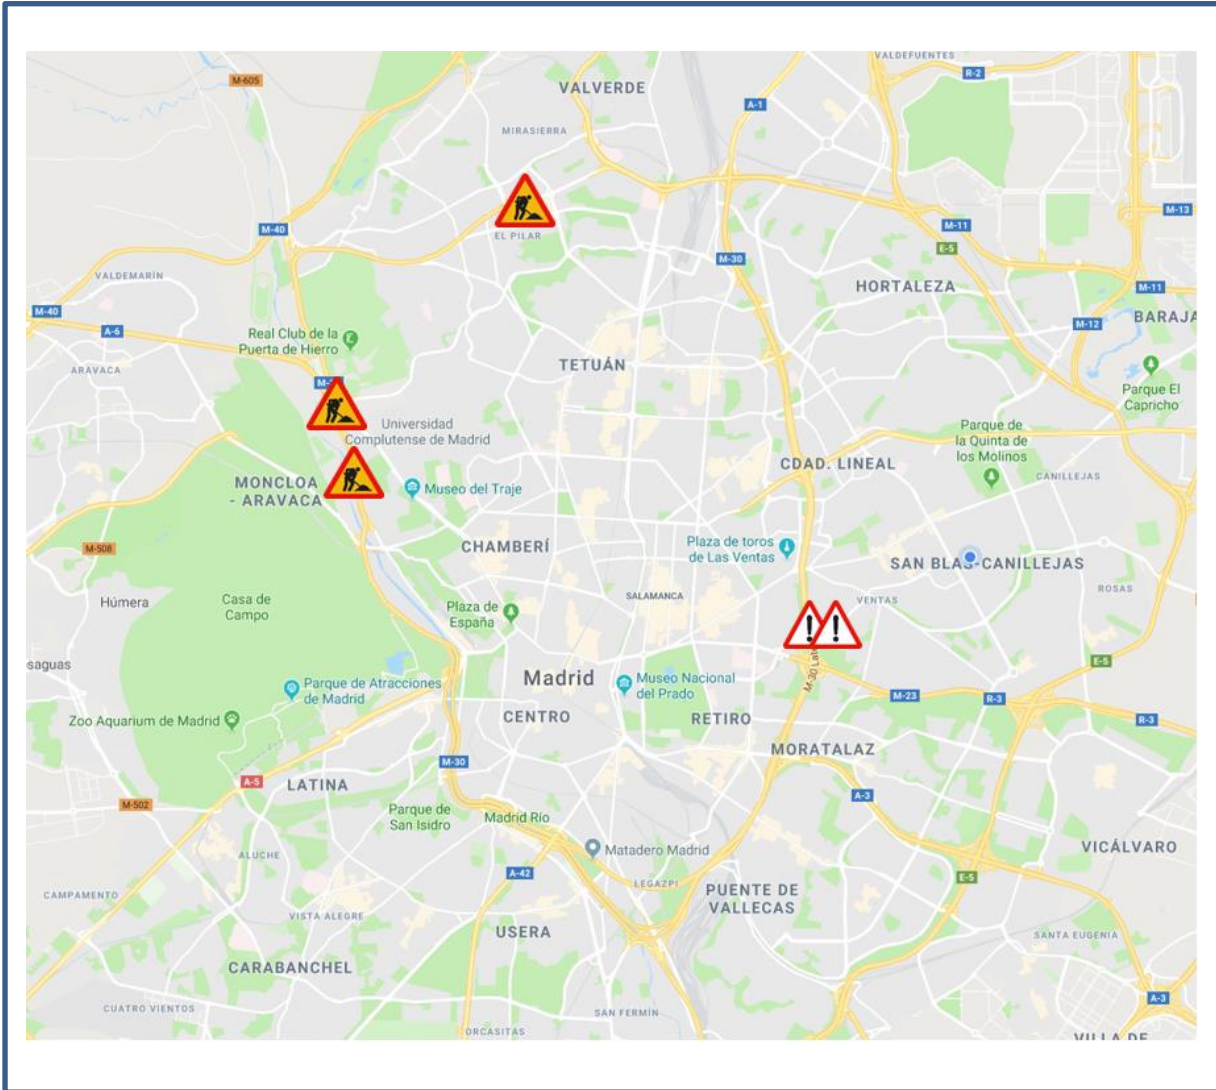 VALDEFUENTES
R-2
M-605
VALVERDE
A-1
MIRASIERRA
M-13
M-11
M-40
EL PILAR
E-5
M-30
VALDEMARÍN
HORTALEZA
M-11
M-40
M-12
BARAJA
A-6
Real Club de la
Puerta de Hierro
TETUÁN
ARAVACA
Parque El
Capricho
Universidad
Complutense de Madrid
Parque de
la Quinta de
los Molinos
CDAD. LINEAL
CANILLEJAS
MONCLOA
- ARAVACA
Museo del Traje
Plaza de toros
de Las Ventas
CHAMBERÍ
M-508
SAN BLAS-CANILLEJAS
ROSAS
Húmera
Casa de
Campo
SALAMANCA
VENTAS
Plaza de
España
saguas
E-5
Madrid
Museo Nacional
del Prado
Parque de Atracciones
de Madrid
M-23
R-3
Zoo Aquarium de Madrid
CENTRO
RETIRO
R-3
MORATALAZ
M-30
A-5
LATINA
A-3
M-502
Parque de
San Isidro
Madrid Río
Matadero Madrid
VICÁLVARO
ALUCHE
A-42
LEGAZPI
E-5
CAMPAMENTO
PUENTE DE
VALLECAS
VISTA ALEGRE
USERA
SANTA EUGENIA
CARABANCHEL
A-3
CUATRO VIENTOS
SAN FERMÍN
ORCASITAS